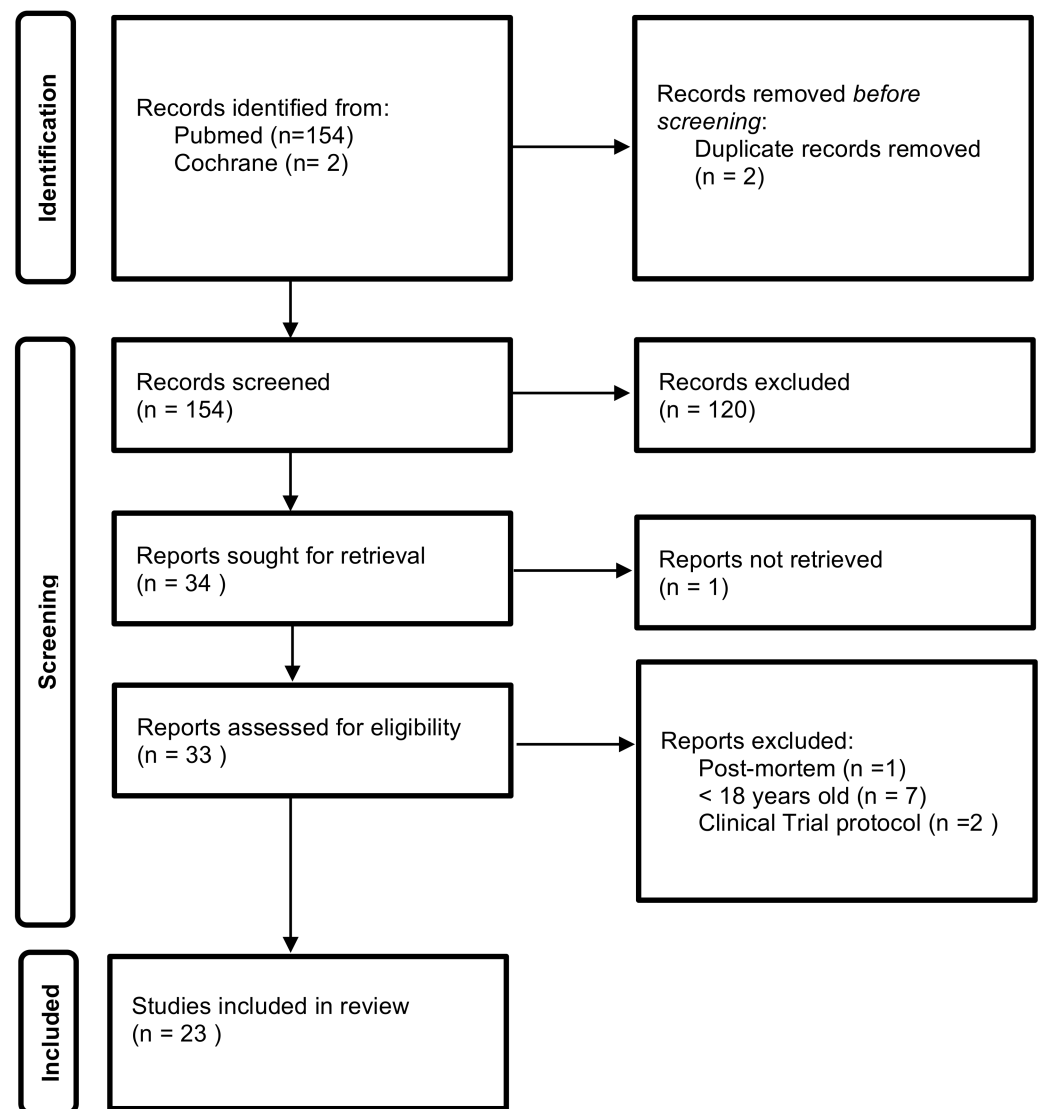 Identification
Records identified from:
Pubmed (n=154)
Cochrane (n= 2)
Records removed before
screening:
Duplicate records removed
(n = 2)
Screening
Records screened
(n = 154)
Records excluded
(n = 120)
Reports sought for retrieval
(n = 34 )
Reports not retrieved
(n = 1)
Reports assessed for eligibility
(n = 33 )
Reports excluded:
Post-mortem (n =1)
< 18 years old (n = 7)
Clinical Trial protocol (n =2 )
Included
Studies included in review
(n = 23 )